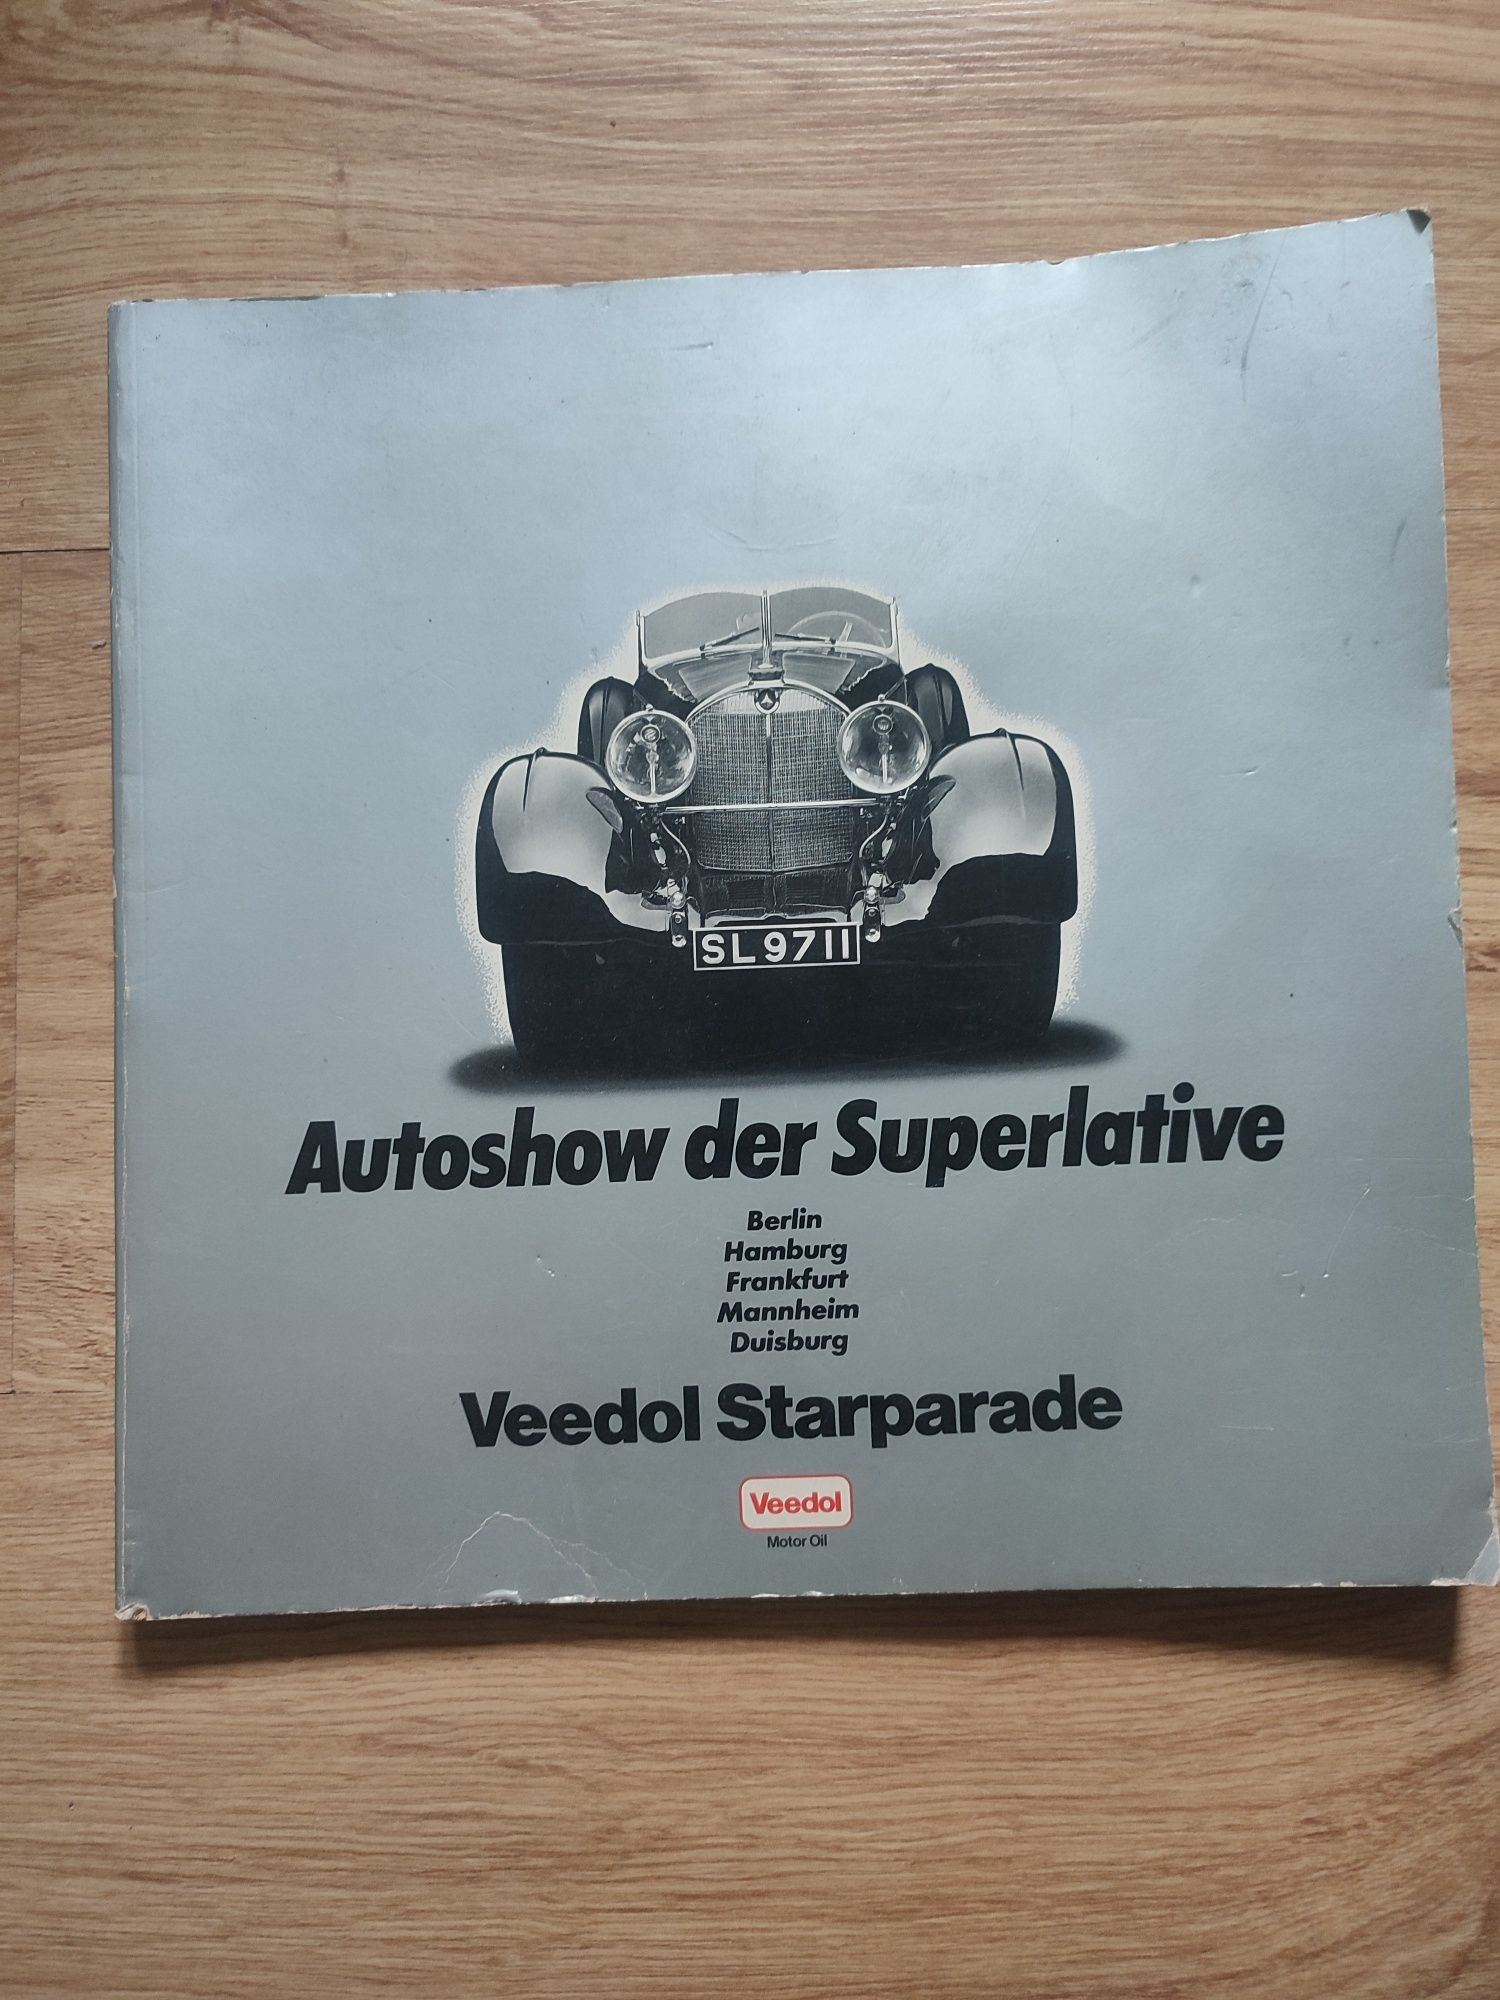 SL 9711
Autoshow der Superlative
Berlin
Hamburg
Frankfurt
Mannheim
Duisburg
Veedol Starparade
Veedol
Motor Oil